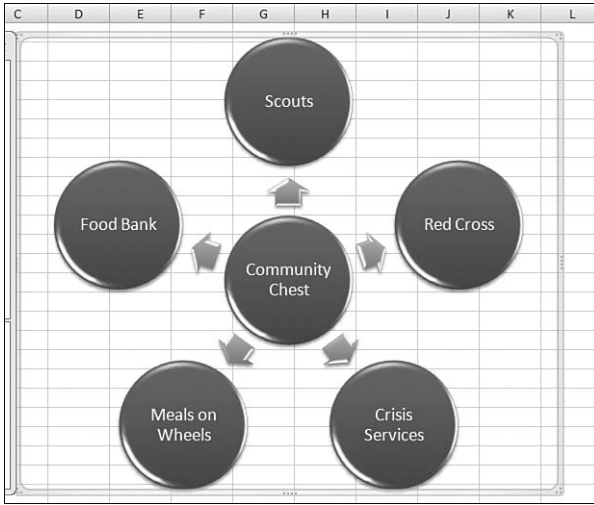 C D E F G H I J K L
Scouts
Food Bank
Red Cross
Community
Chest
Meals on
Wheels
Crisis
Services